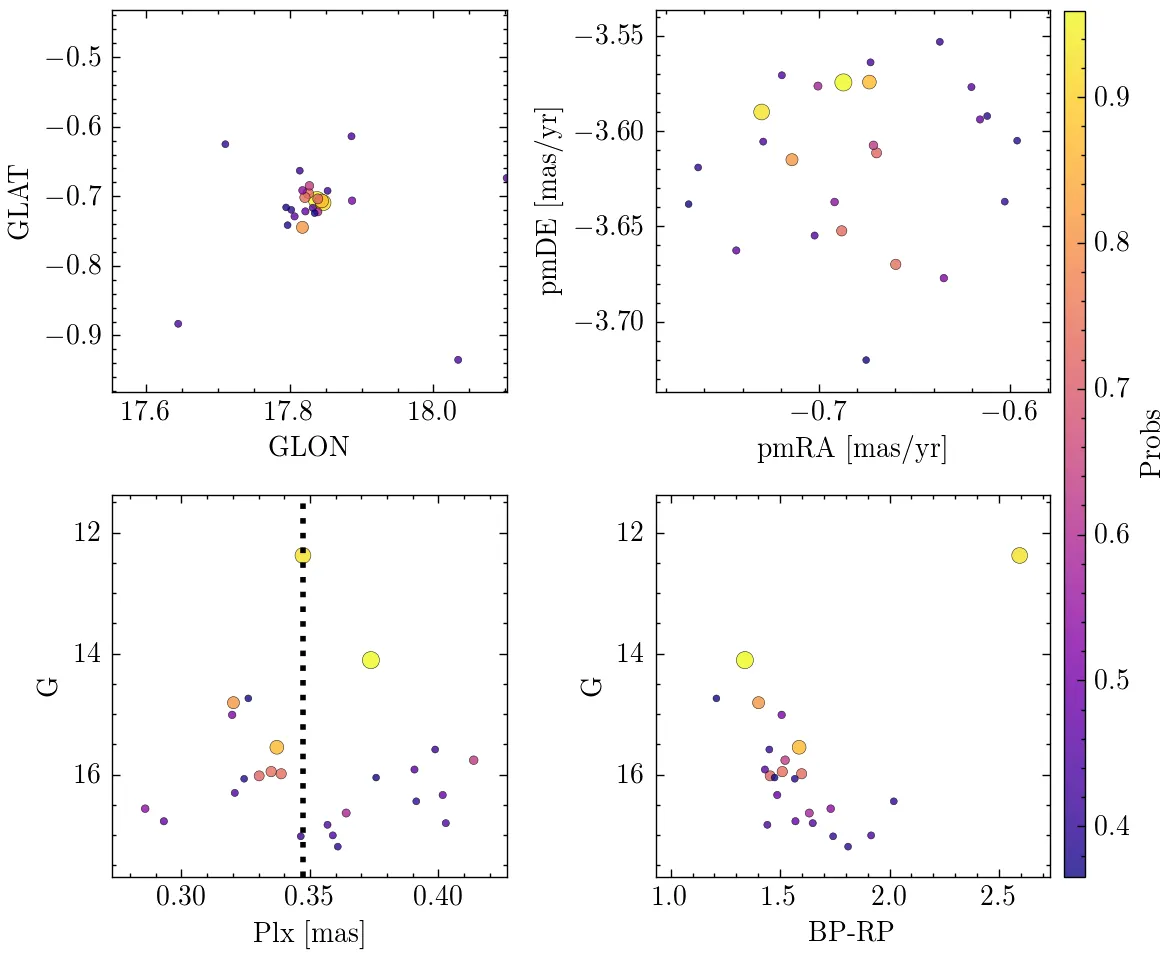 −0.5
−0.6
−0.7
−0.8
−0.9
GLAT
17.6 17.8 18.0
GLON
−3.55
−3.60
−3.65
−3.70
pmDE [mas/yr]
−0.7 −0.6
pmRA [mas/yr]
12
14
16
G
0.30 0.35 0.40
Plx [mas]
12
14
16
G
1.0 1.5 2.0 2.5
BP-RP
0.9
0.8
0.7
0.6
0.5
0.4
Probs